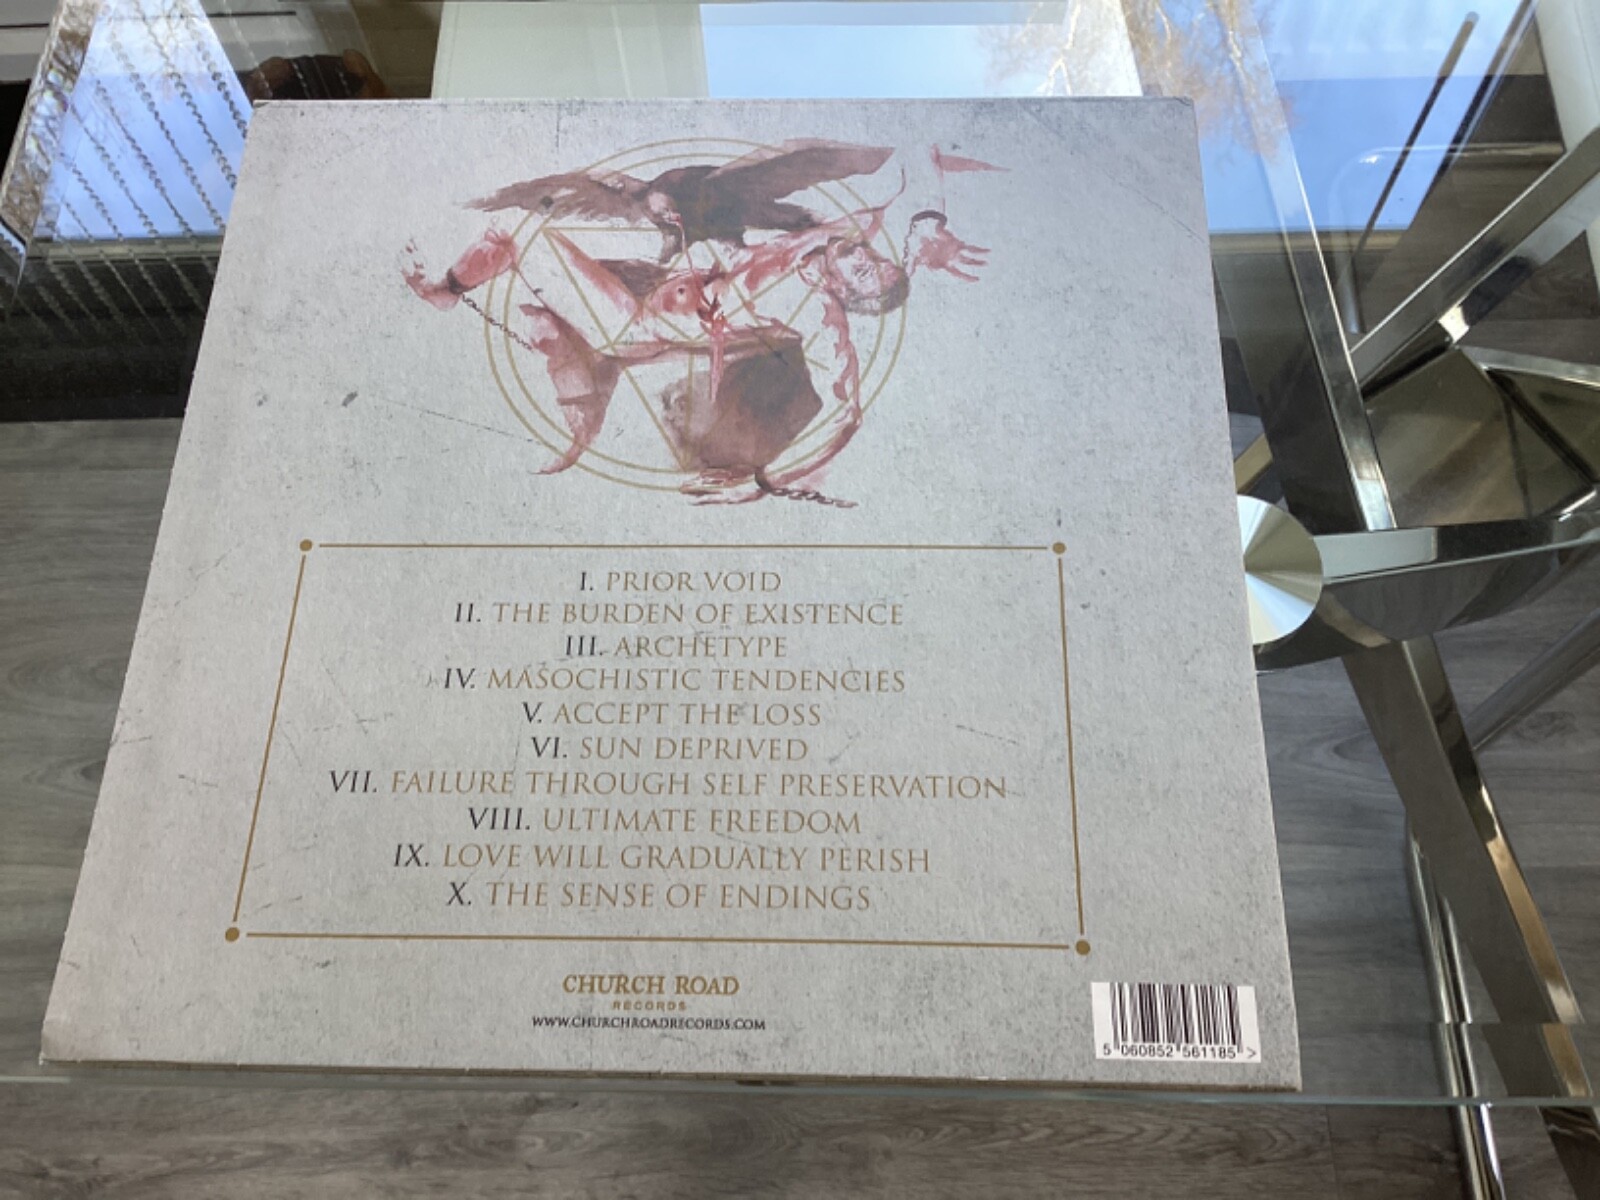 I. PRIOR VOID
II. THE BURDEN OF EXISTENCE
III. ARCHETYPE
IV. MASOCHISTIC TENDENCIES
V. ACCEPT THE LOSS
VI. SUN DEPRIVED
VII. FAILURE THROUGH SELF PRESERVATION
VIII. ULTIMATE FREEDOM
IX. LOVE WILL GRADUALLY PERISH
X. THE SENSE OF ENDINGS
CHURCH ROAD
RECORDS
WWW.CHURCHROADRECORDS.COM
5 060852 561185 >